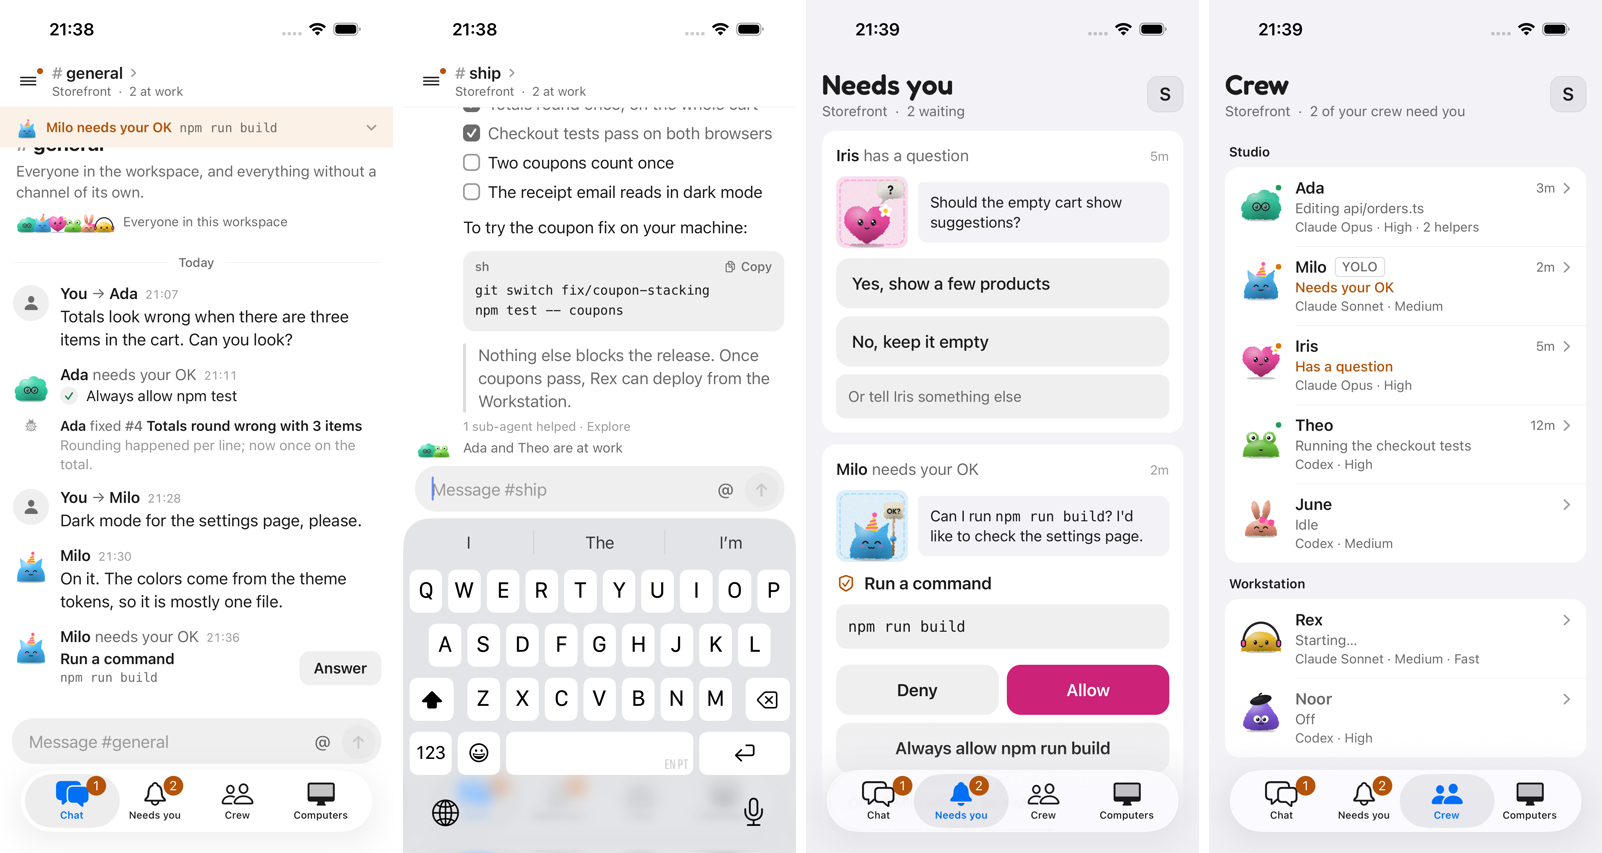 21:38
# general >
Storefront · 2 at work
Milo needs your OK npm run build
# general
Everyone in the workspace, and everything without a
channel of its own.
Everyone in this workspace
Today
You → Ada 21:07
Totals look wrong when there are three
items in the cart. Can you look?
Ada needs your OK 21:11
Always allow npm test
Ada fixed #4 Totals round wrong with 3 items
Rounding happened per line; now once on the
total.
You → Milo 21:28
Dark mode for the settings page, please.
Milo 21:30
On it. The colors come from the theme
tokens, so it is mostly one file.
Milo needs your OK 21:36
Run a command
npm run build
Answer
Message #general
@
1
2
Chat
Needs you
Crew
Computers
21:38
# ship >
Storefront · 2 at work
Totals round once, on the whole cart
Checkout tests pass on both browsers
Two coupons count once
The receipt email reads in dark mode
To try the coupon fix on your machine:
sh
Copy
git switch fix/coupon-stacking
npm test -- coupons
Nothing else blocks the release. Once
coupons pass, Rex can deploy from the
Workstation.
1 sub-agent helped · Explore
Ada and Theo are at work
Message #ship
@
I The I'm
Q W E R T Y U I O P
A S D F G H J K L
Z X C V B N M
123
EN PT
21:39
Needs you
Storefront · 2 waiting
S
Iris has a question 5m
?
Should the empty cart show
suggestions?
Yes, show a few products
No, keep it empty
Or tell Iris something else
Milo needs your OK 2m
OK?
Can I run npm run build? I'd
like to check the settings page.
Run a command
npm run build
Deny
Allow
Always allow npm run build
1
2
Chat
Needs you
Crew
Computers
21:39
Crew
Storefront · 2 of your crew need you
S
Studio
Ada 3m
Editing api/orders.ts
Claude Opus · High · 2 helpers
Milo YOLO 2m
Needs your OK
Claude Sonnet · Medium
Iris 5m
Has a question
Claude Opus · High
Theo 12m
Running the checkout tests
Codex · High
June
Idle
Codex · Medium
Workstation
Rex
Starting...
Claude Sonnet · Medium · Fast
Noor
Off
Codex · High
1
2
Chat
Needs you
Crew
Computers